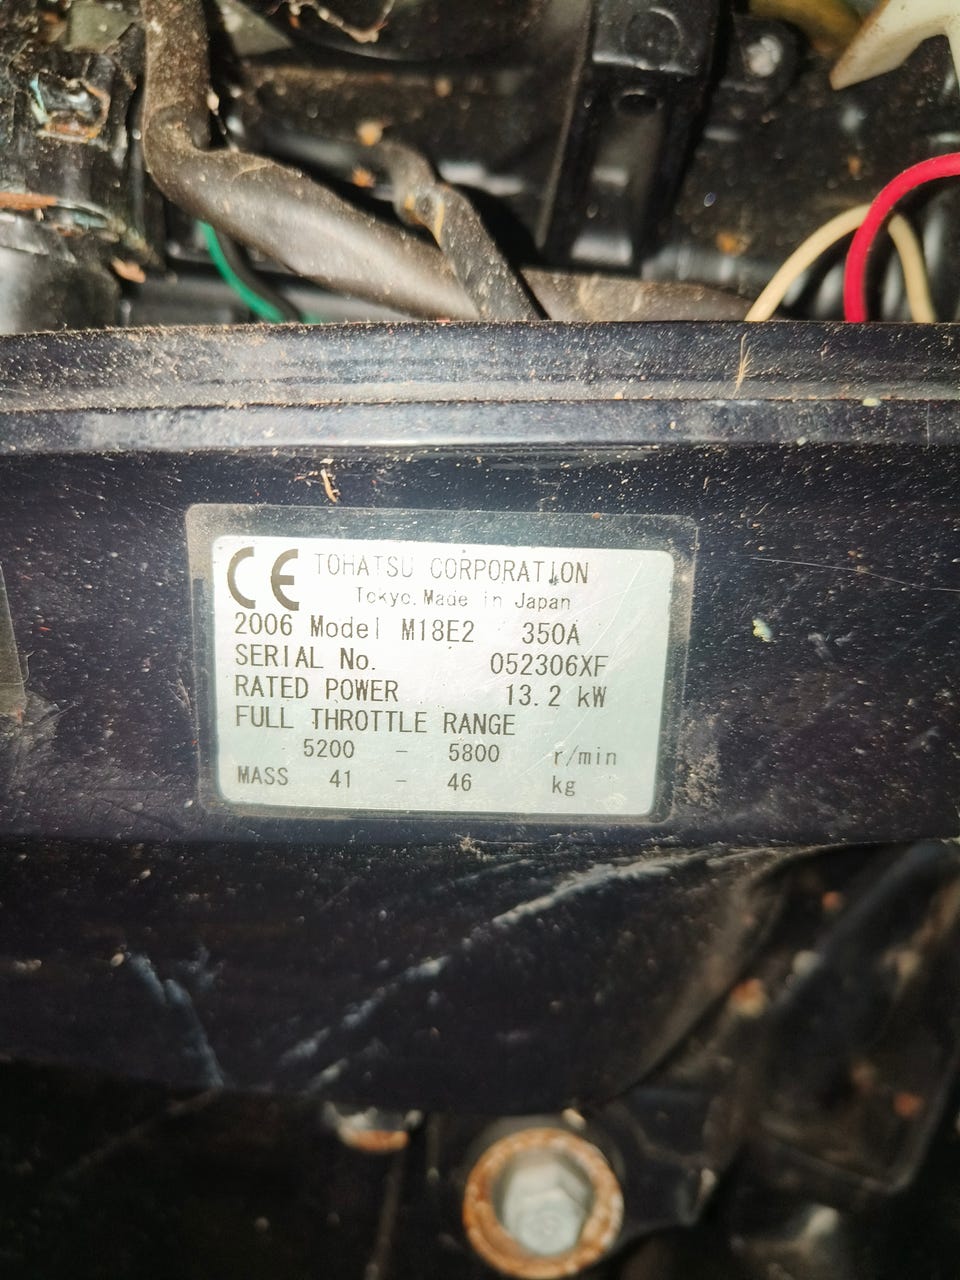 CE TOHATSU CORPORATION
Tokyo. Made in Japan
2006 Model M18E2 350A
SERIAL No. 052306XF
RATED POWER 13.2 kW
FULL THROTTLE RANGE
5200 - 5800 r/min
MASS 41 - 46 kg